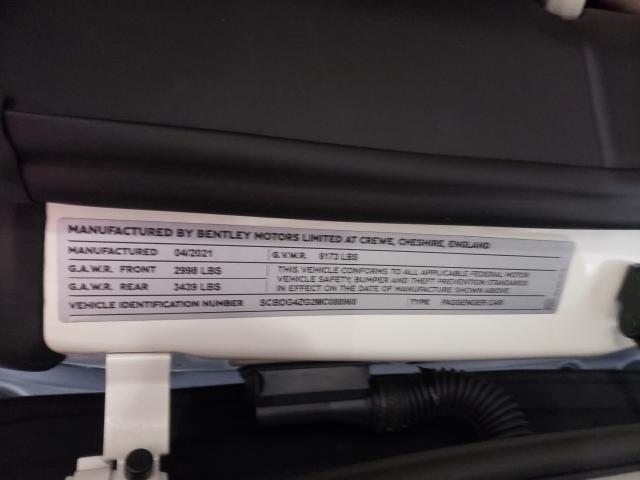 MANUFACTURED BY BENTLEY MOTORS LIMITED AT CREWE, CHESHIRE, ENGLAND
MANUFACTURED 04/2021 G.V.W.R. 6173 LBS
G.A.W.R. FRONT 2998 LBS
G.A.W.R. REAR 3439 LBS
THIS VEHICLE CONFORMS TO ALL APPLICABLE FEDERAL MOTOR
VEHICLE SAFETY, BUMPER AND THEFT PREVENTION STANDARDS
IN EFFECT ON THE DATE OF MANUFACTURE SHOWN ABOVE
VEHICLE IDENTIFICATION NUMBER TYPE PASSENGER CAR